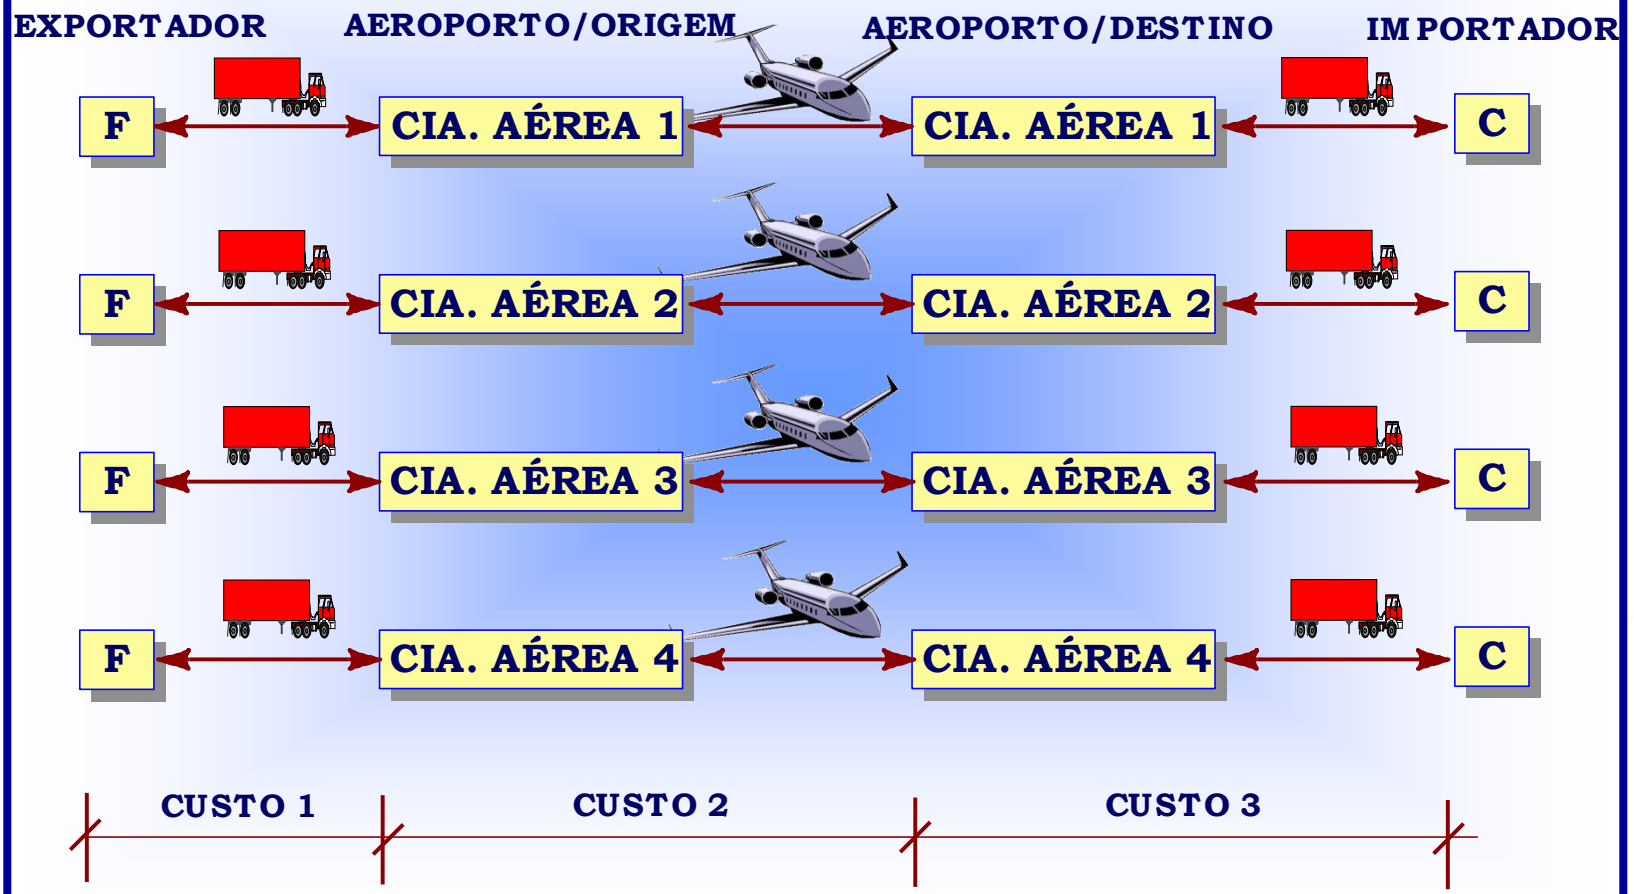 EXPORTADOR AEROPORTO/ORIGEM AEROPORTO/DESTINO IMPORTADOR
F CIA. AÉREA 1 CIA. AÉREA 1 C
F CIA. AÉREA 2 CIA. AÉREA 2 C
F CIA. AÉREA 3 CIA. AÉREA 3 C
F CIA. AÉREA 4 CIA. AÉREA 4 C
CUSTO 1 CUSTO 2 CUSTO 3